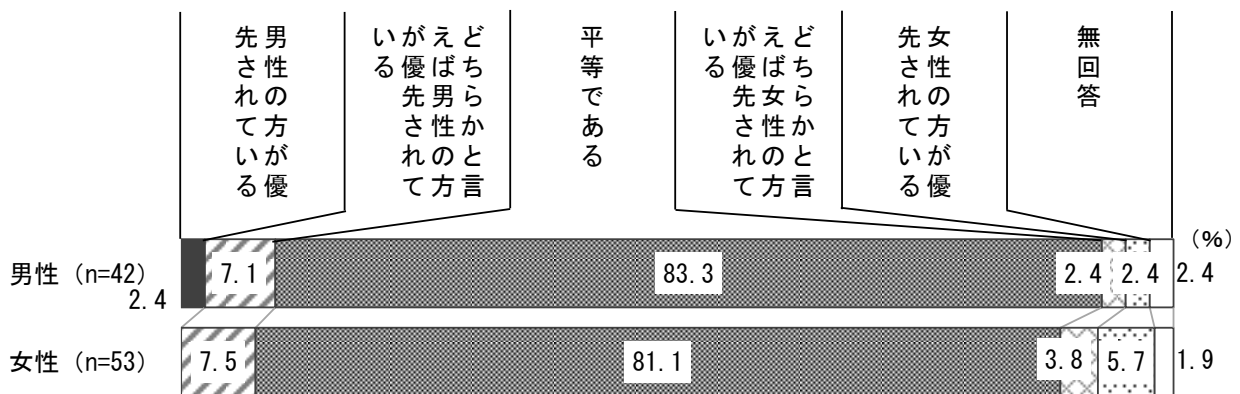 男性の方が優
先されている
どちらかと言
えば男性の方
が優先されて
いる
平等である
どちらかと言
えば女性の方
が優先されて
いる
女性の方が優
先されている
無回答
(%)
男性 (n=42)
2.4
7.1
83.3
2.4
2.4
2.4
女性 (n=53)
7.5
81.1
3.8
5.7
1.9